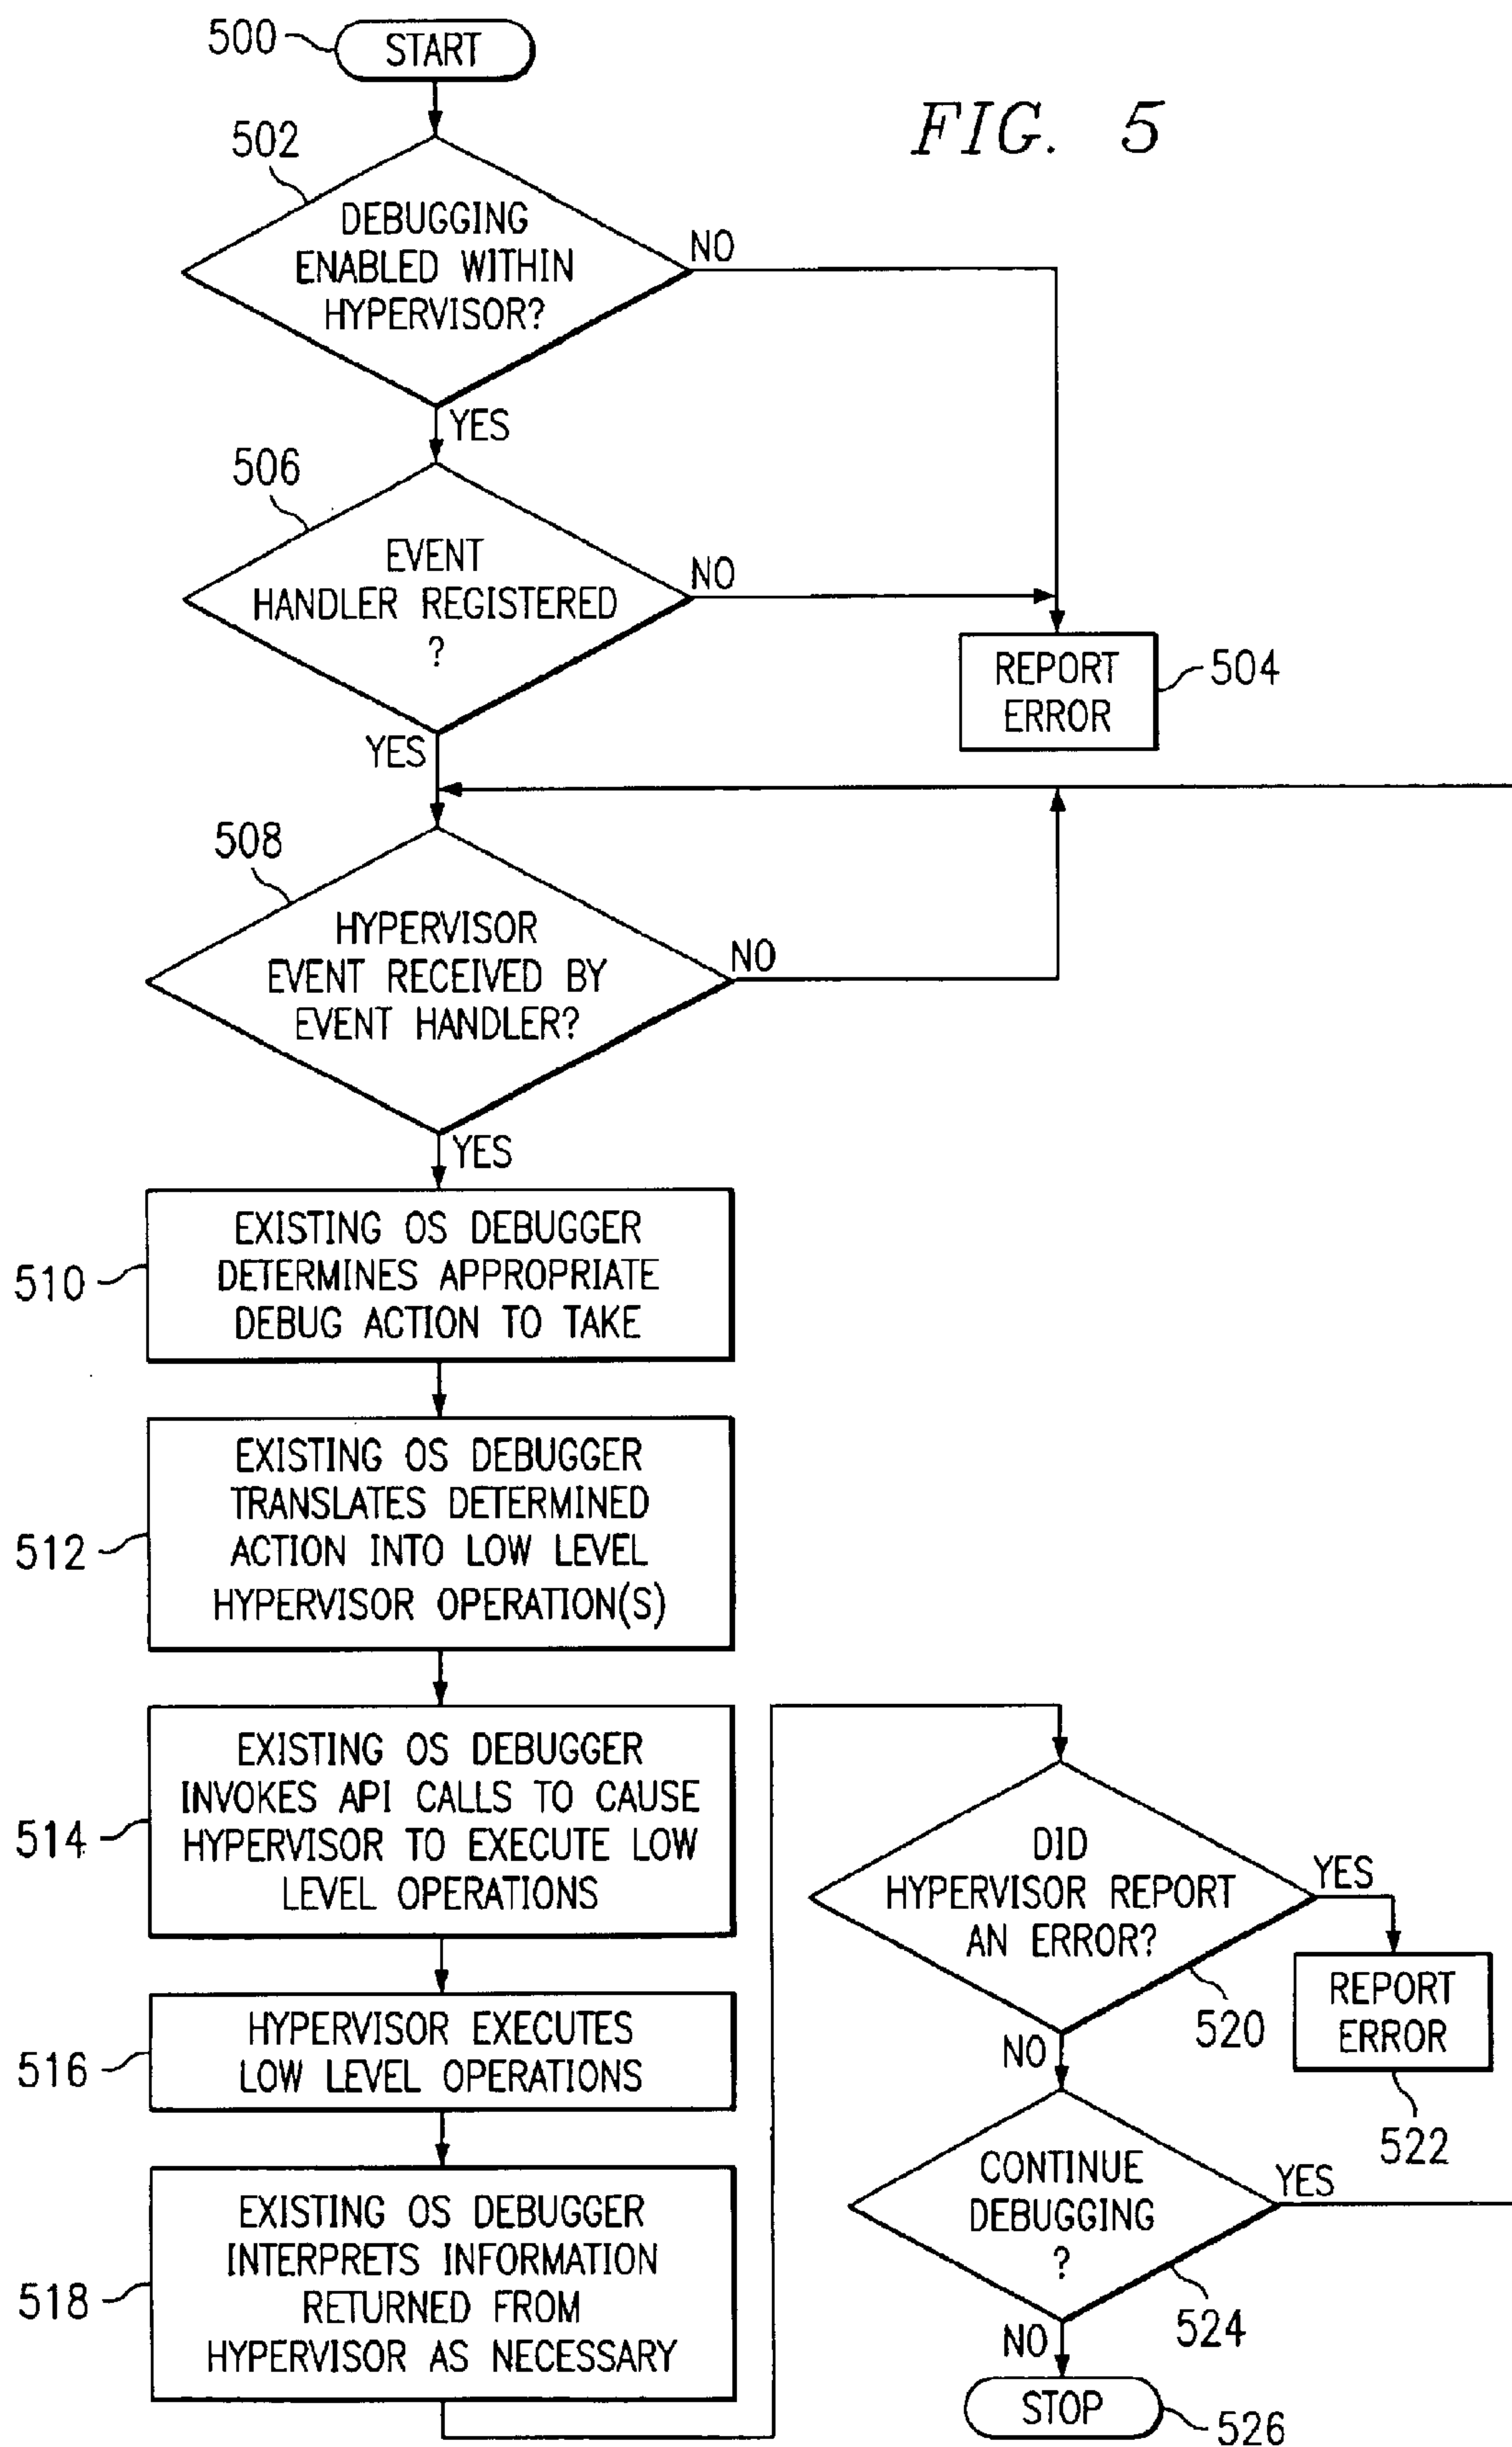 500
START
FIG. 5
502
DEBUGGING
ENABLED WITHIN
HYPERVISOR?
NO
YES
506
EVENT
HANDLER REGISTERED
?
NO
REPORT
ERROR
504
YES
508
HYPERVISOR
EVENT RECEIVED BY
EVENT HANDLER?
NO
YES
510
EXISTING OS DEBUGGER
DETERMINES APPROPRIATE
DEBUG ACTION TO TAKE
512
EXISTING OS DEBUGGER
TRANSLATES DETERMINED
ACTION INTO LOW LEVEL
HYPERVISOR OPERATION(S)
514
EXISTING OS DEBUGGER
INVOKES API CALLS TO CAUSE
HYPERVISOR TO EXECUTE LOW
LEVEL OPERATIONS
516
HYPERVISOR EXECUTES
LOW LEVEL OPERATIONS
518
EXISTING OS DEBUGGER
INTERPRETS INFORMATION
RETURNED FROM
HYPERVISOR AS NECESSARY
DID
HYPERVISOR REPORT
AN ERROR?
YES
520
REPORT
ERROR
522
NO
CONTINUE
DEBUGGING
?
YES
524
NO
STOP
526